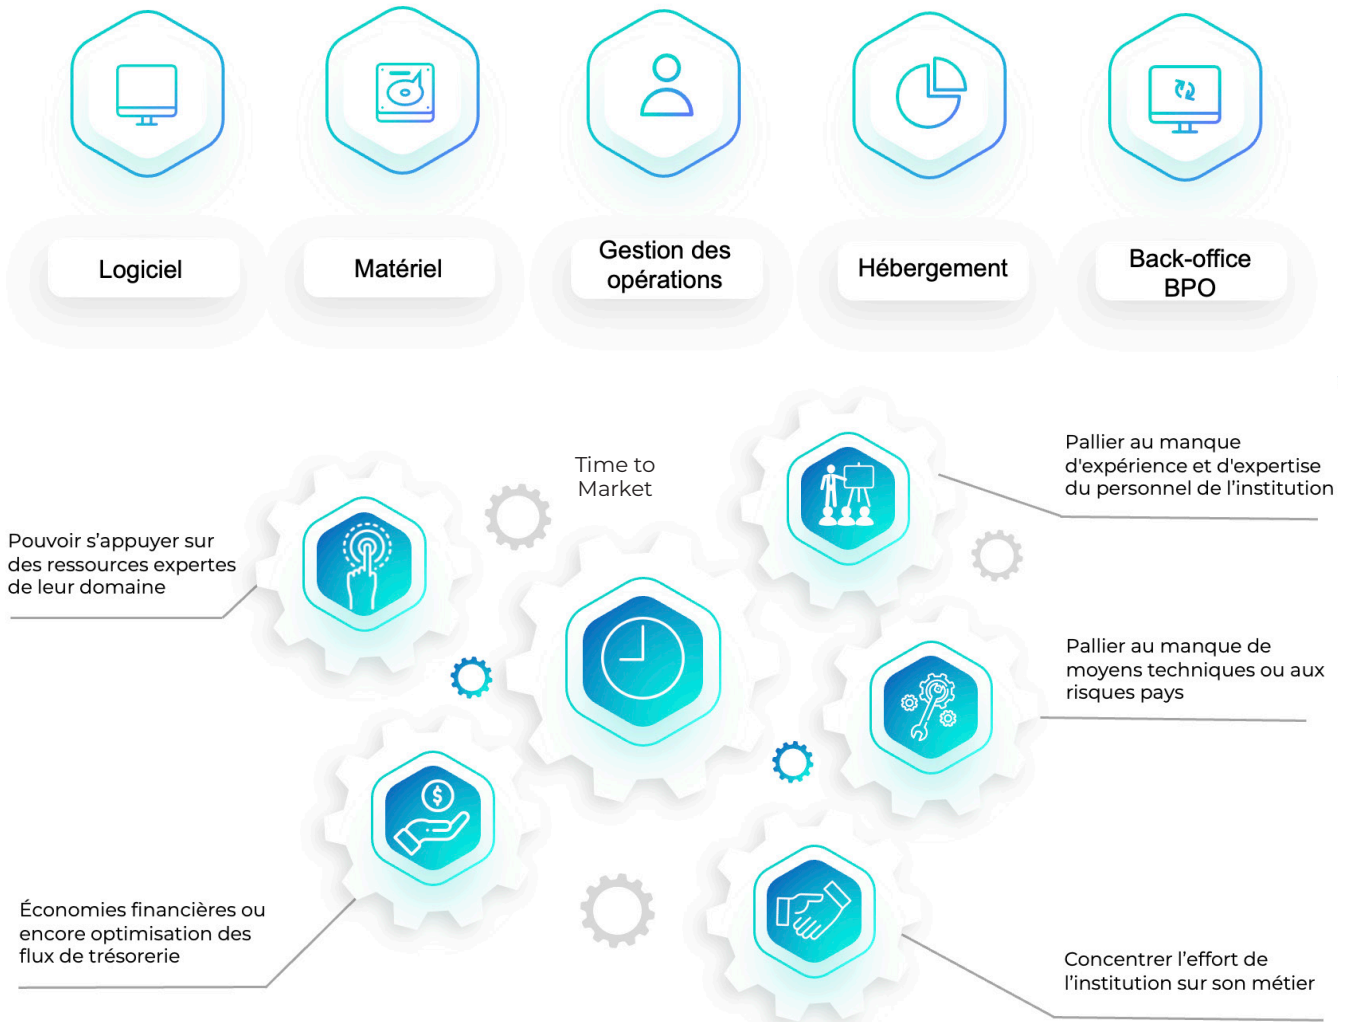 Logiciel
Matériel
Gestion des
opérations
Hébergement
Back-office
BPO
Time to
Market
Pallier au manque
d'expérience et d'expertise
du personnel de l’institution
Pouvoir s’appuyer sur
des ressources expertes
de leur domaine
Pallier au manque de
moyens techniques ou aux
risques pays
$
Économies financières ou
encore optimisation des
flux de trésorerie
Concentrer l’effort de
l’institution sur son métier